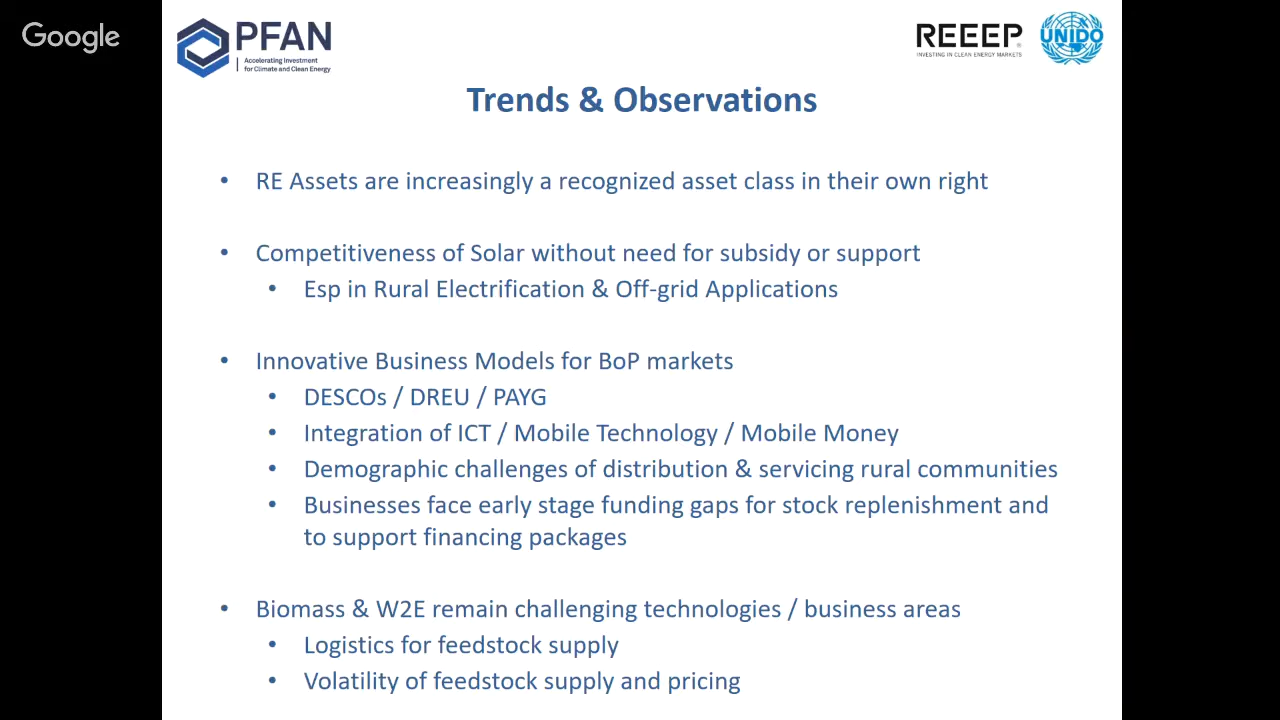 Google
PFAN
Accelerating Investment
for Climate and Clean Energy
REEEP
INVESTING IN CLEAN ENERGY MARKETS
UNIDO
Trends & Observations
• RE Assets are increasingly a recognized asset class in their own right
• Competitiveness of Solar without need for subsidy or support
• Esp in Rural Electrification & Off-grid Applications
• Innovative Business Models for BoP markets
• DESCOs / DREU / PAYG
• Integration of ICT / Mobile Technology / Mobile Money
• Demographic challenges of distribution & servicing rural communities
• Businesses face early stage funding gaps for stock replenishment and
to support financing packages
• Biomass & W2E remain challenging technologies / business areas
• Logistics for feedstock supply
• Volatility of feedstock supply and pricing